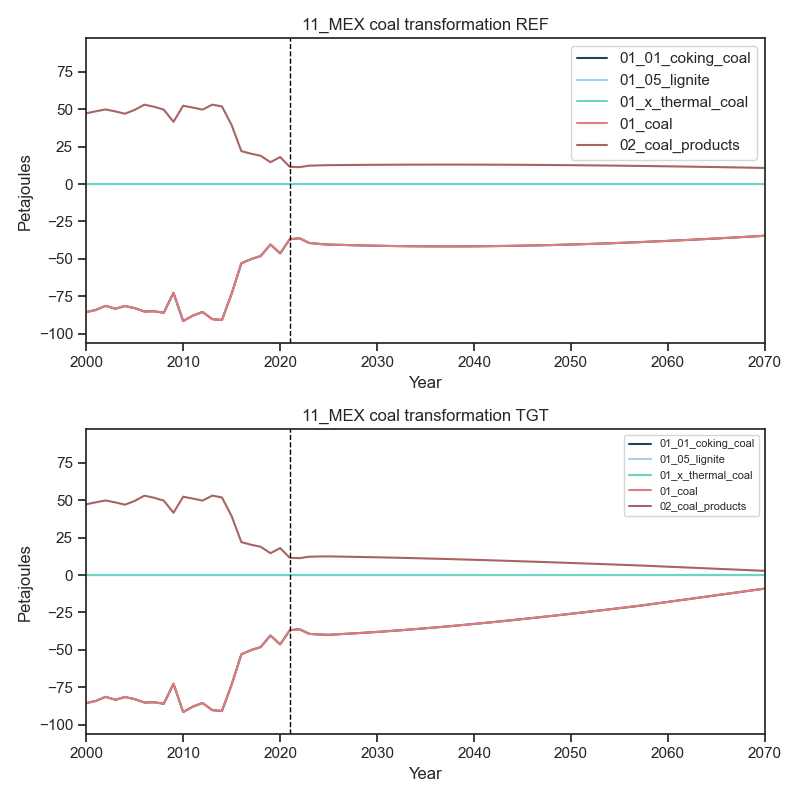 11_MEX coal transformation REF
01_01_coking_coal
01_05_lignite
01_x_thermal_coal
01_coal
02_coal_products
75
50
25
0
−25
−50
−75
−100
Petajoules
2000 2010 2020 2030 2040 2050 2060 2070
Year
11_MEX coal transformation TGT
01_01_coking_coal
01_05_lignite
01_x_thermal_coal
01_coal
02_coal_products
75
50
25
0
−25
−50
−75
−100
Petajoules
2000 2010 2020 2030 2040 2050 2060 2070
Year